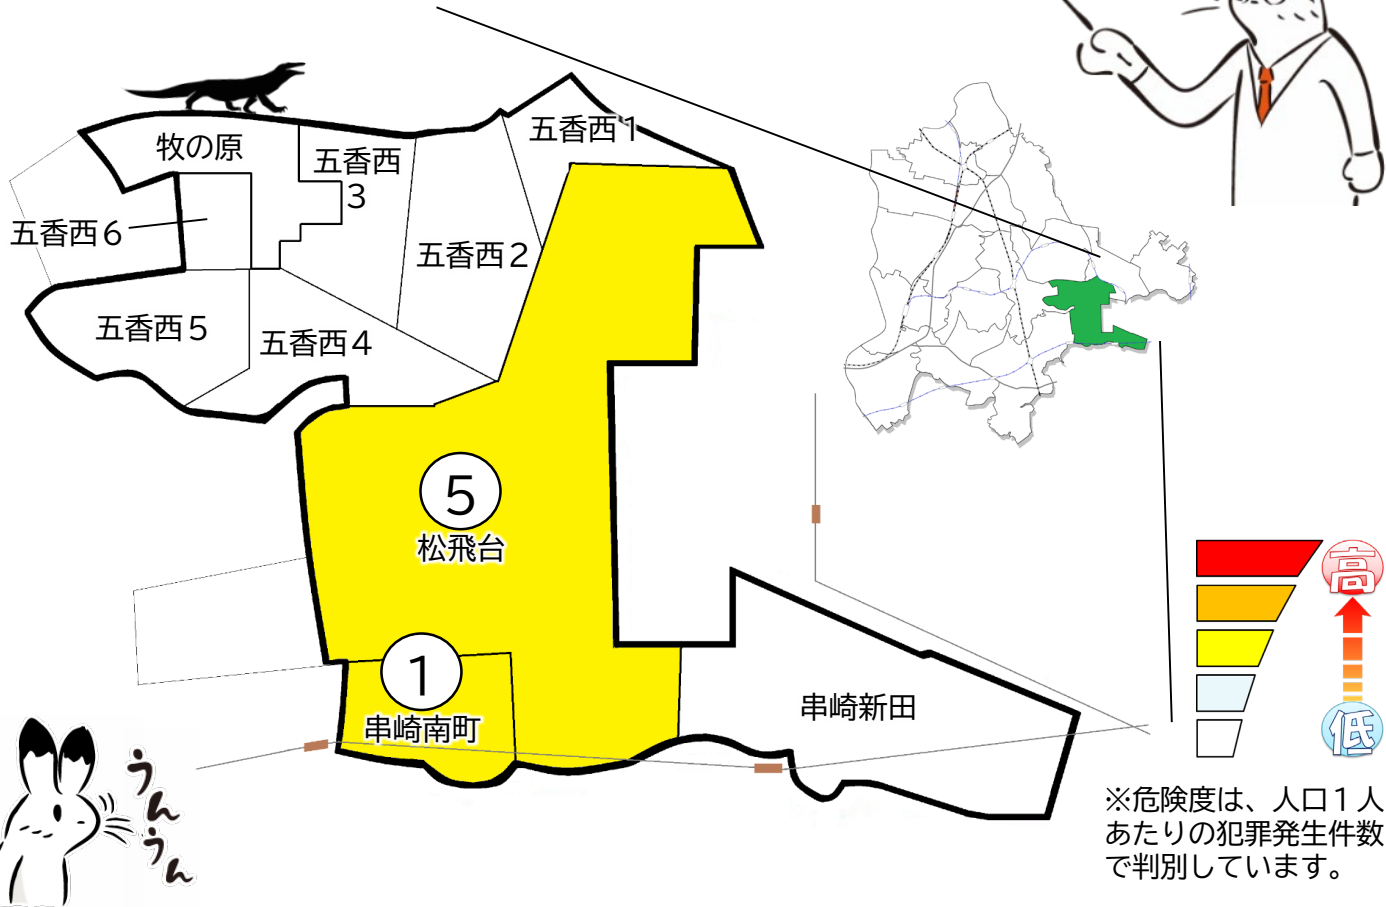 五香西1
牧の原
五香西
3
五香西6
五香西2
五香西5
五香西4
5
松飛台
1
串崎南町
串崎新田
高
低
うんうん
※危険度は、人口1人
あたりの犯罪発生件数
で判別しています。